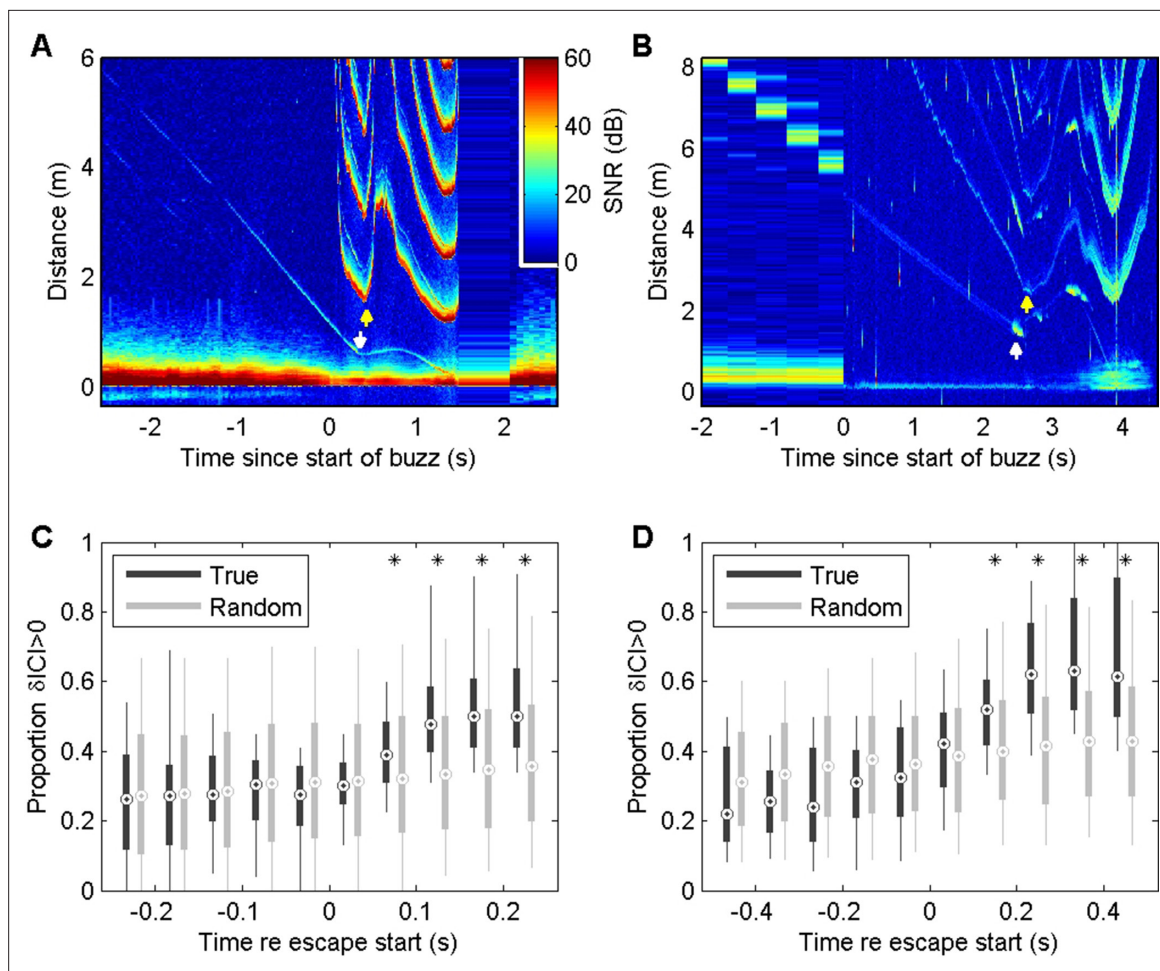 A
B
6
4
2
0
Distance (m)
-2
-1
0
1
2
Time since start of buzz (s)
60
40
20
0
SNR (dB)
8
6
4
2
0
Distance (m)
-2
-1
0
1
2
3
4
Time since start of buzz (s)
C
1
0.8
0.6
0.4
0.2
0
Proportion δICI>0
True
Random
* * * *
-0.2
-0.1
0
0.1
0.2
Time re escape start (s)
D
1
0.8
0.6
0.4
0.2
0
Proportion δICI>0
True
Random
* * * *
-0.4
-0.2
0
0.2
0.4
Time re escape start (s)